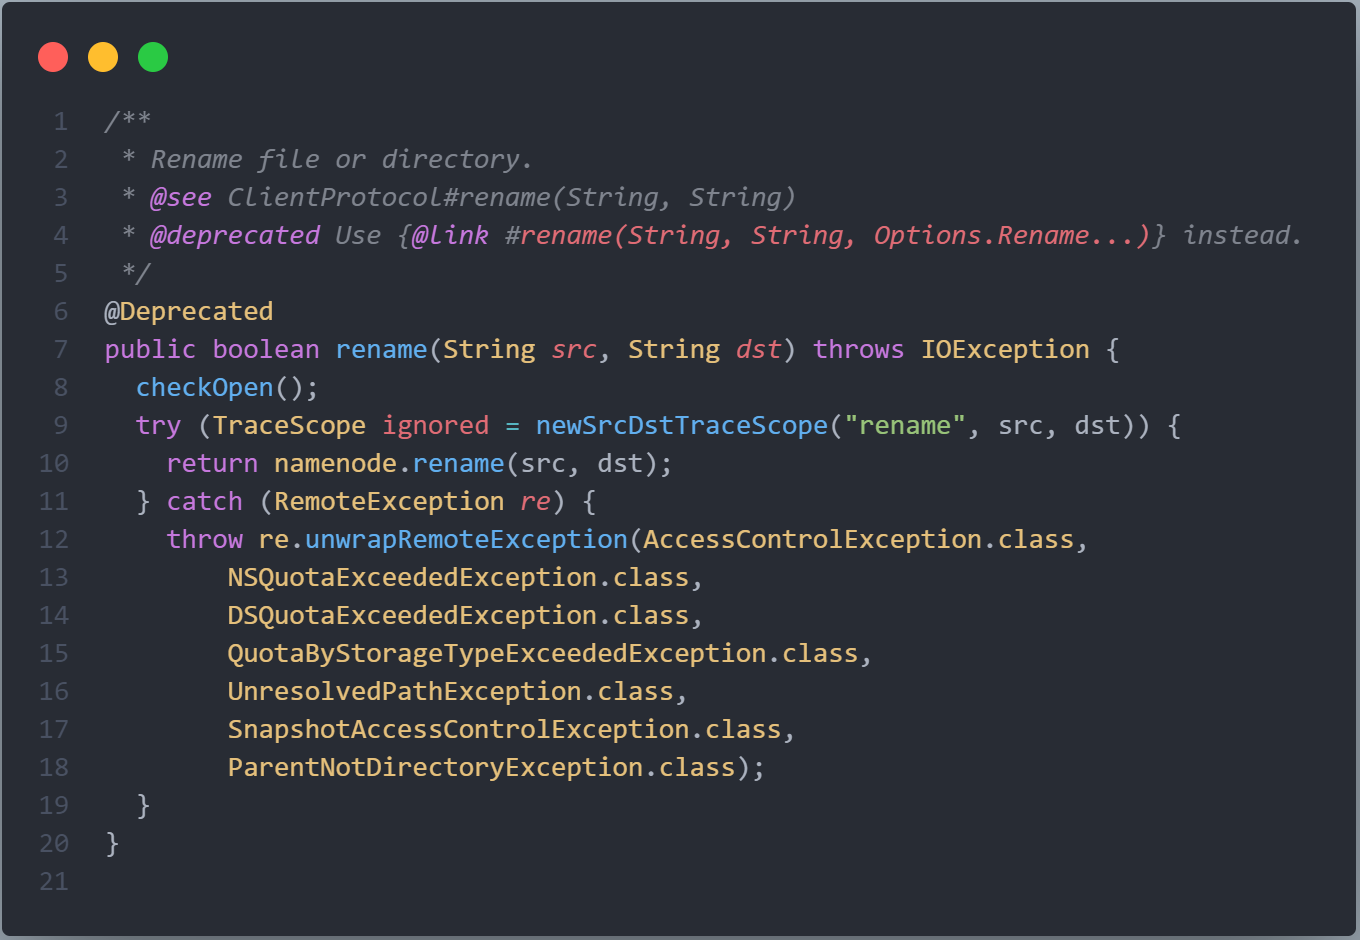 1 /**
2  * Rename file or directory.
3  * @see ClientProtocol#rename(String, String)
4  * @deprecated Use {@link #rename(String, String, Options.Rename...)} instead.
5  */
6 @Deprecated
7 public boolean rename(String src, String dst) throws IOException {
8   checkOpen();
9   try (TraceScope ignored = newSrcDstTraceScope("rename", src, dst)) {
10     return namenode.rename(src, dst);
11   } catch (RemoteException re) {
12     throw re.unwrapRemoteException(AccessControlException.class,
13         NSQuotaExceededException.class,
14         DSQuotaExceededException.class,
15         QuotaByStorageTypeExceededException.class,
16         UnresolvedPathException.class,
17         SnapshotAccessControlException.class,
18         ParentNotDirectoryException.class);
19   }
20 }
21